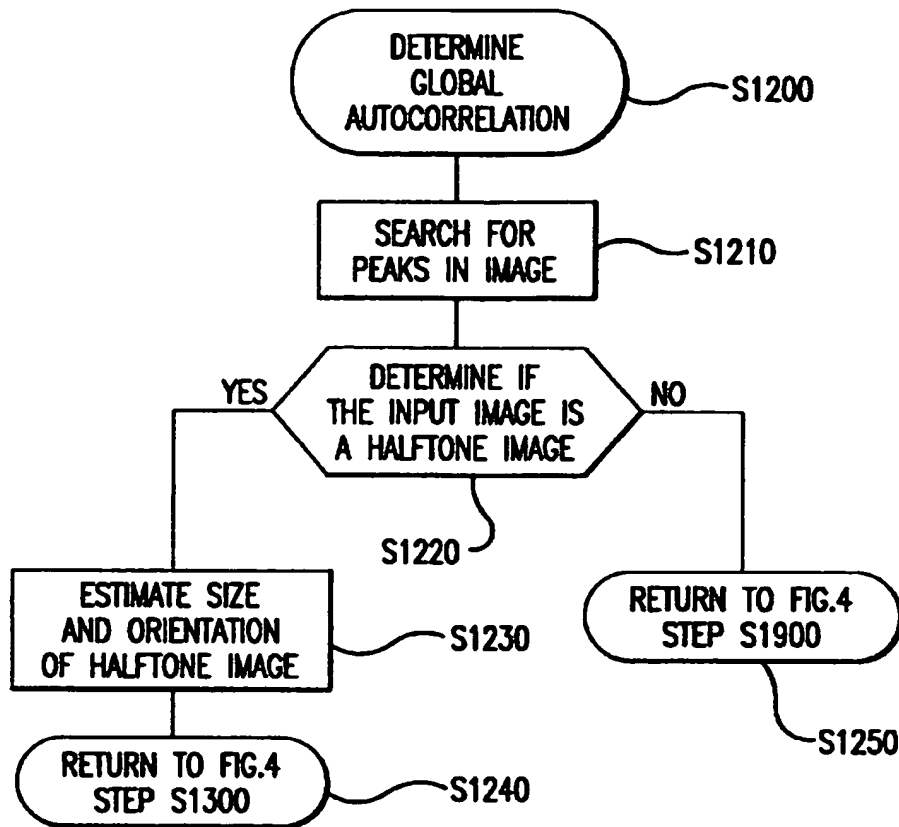 DETERMINE
GLOBAL
AUTOCORRELATION
S1200
SEARCH FOR
PEAKS IN IMAGE
S1210
YES
DETERMINE IF
THE INPUT IMAGE IS
A HALFTONE IMAGE
NO
S1220
ESTIMATE SIZE
AND ORIENTATION
OF HALFTONE IMAGE
S1230
RETURN TO FIG.4
STEP S1900
S1250
RETURN TO FIG.4
STEP S1300
S1240